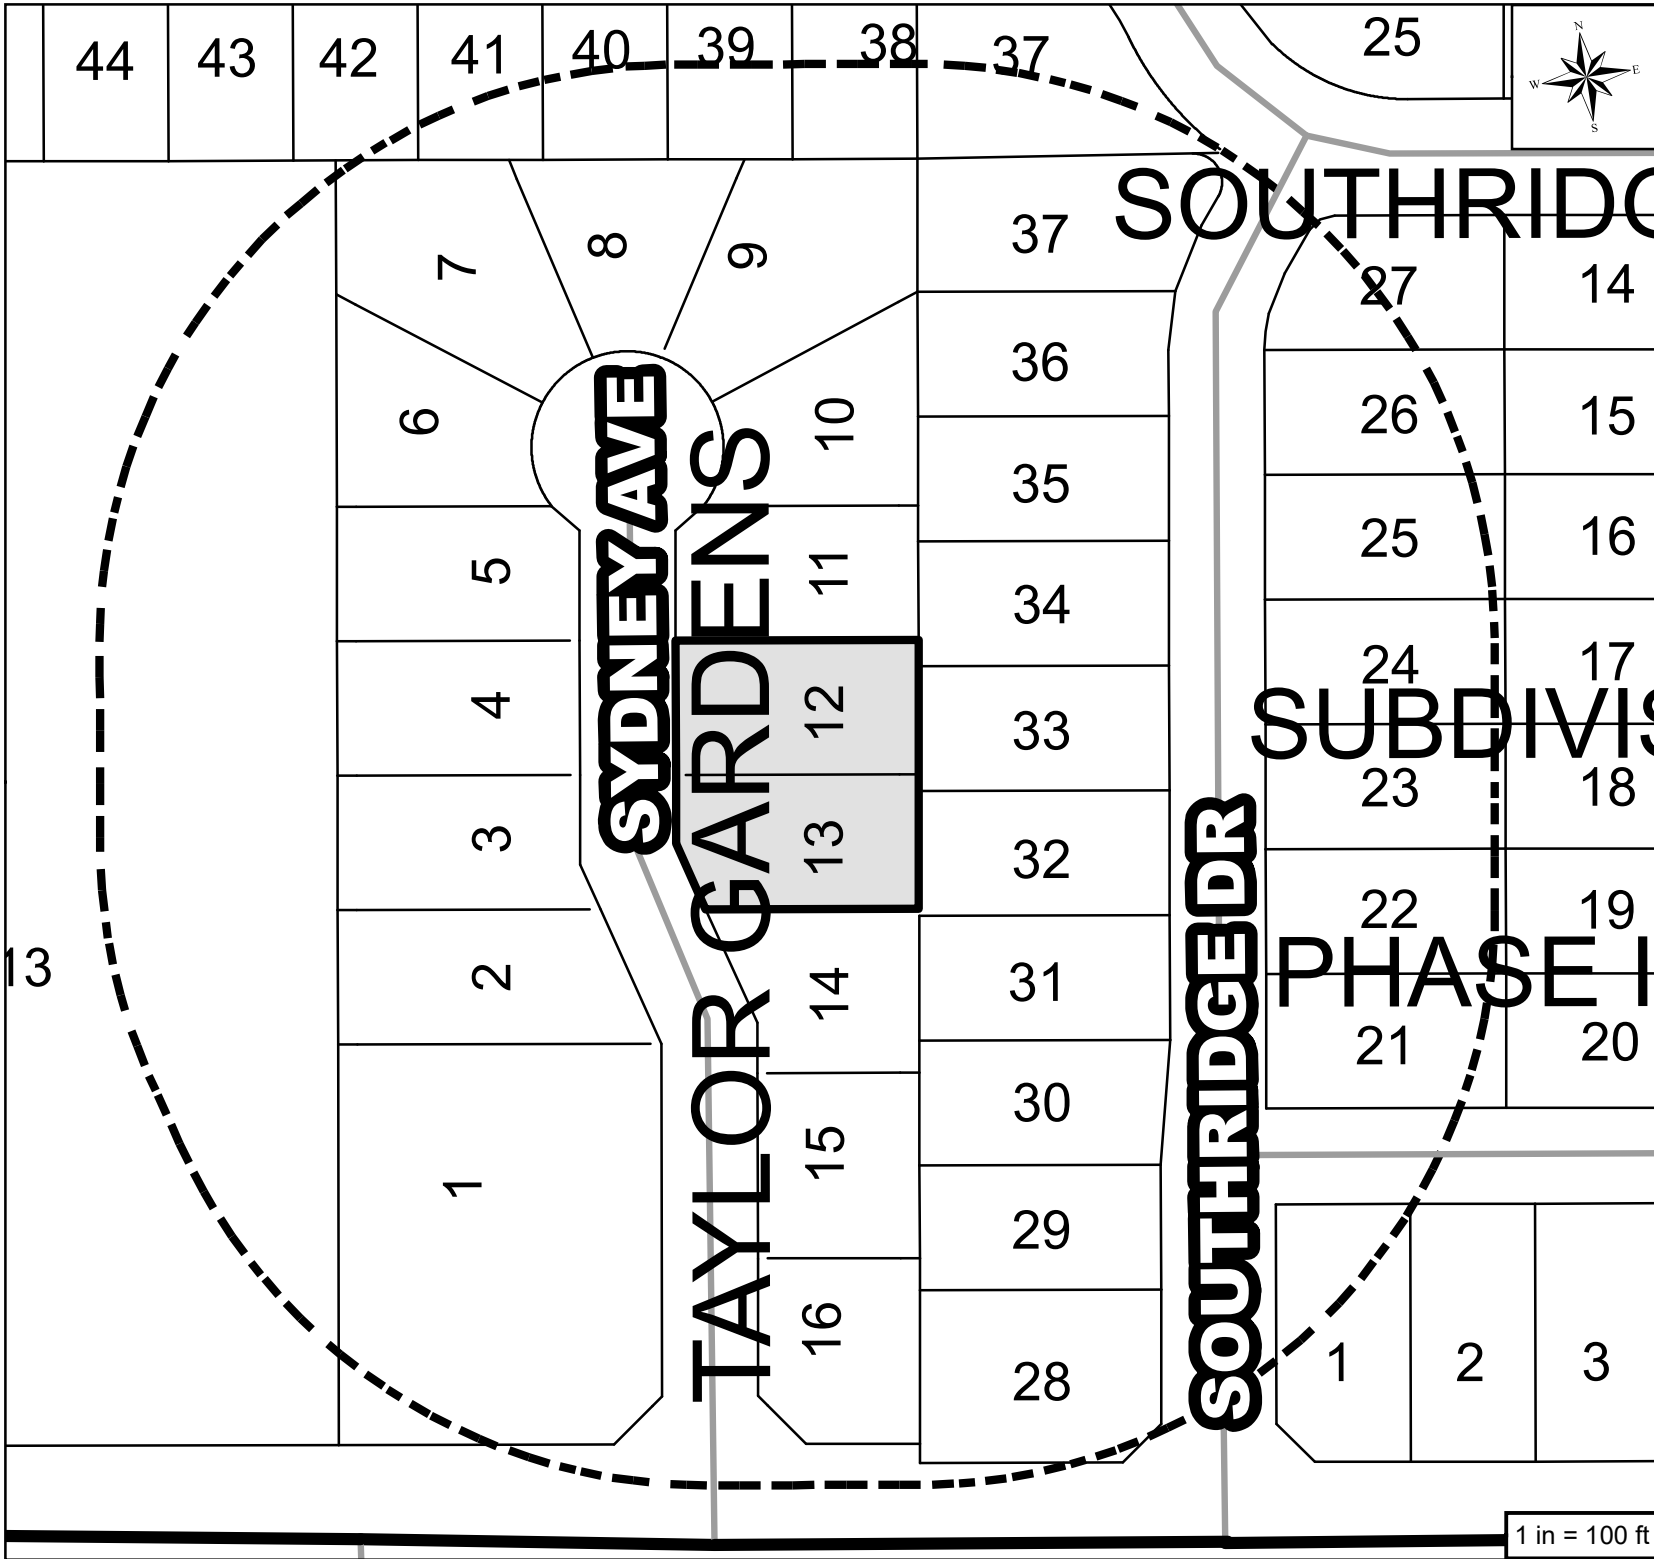 44 43 42 41 40 39 38 37 25
N
W E
S
SOUTHRIDG
7 8 9 37 27 14
6 10 36 26 15
SYDNEY AVE
5 11 35 25 16
34
TAYLOR GARDENS
4 12 33 24 17
SUBDIVIS
3 13 32 23 18
SOUTHRIDGE DR
22 19
13 2 14 31
PHASE I
21 20
30
1 15
29
16 28 1 2 3
1 in = 100 ft